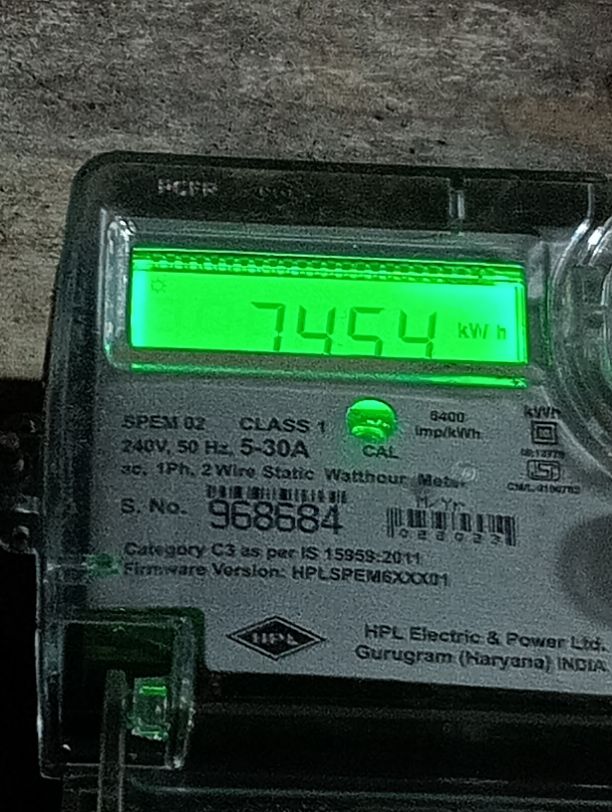 7454 kWh
SPEM 02 CLASS 1
6400
imp/kWh
kWh
240V, 50 Hz, 5-30A
CAL
ac, 1Ph, 2 Wire Static Watthour Meter
S. No. 968684
Category C3 as per IS 15959:2011
Firmware Version: HPLSPEM6XXX01
HPL
HPL Electric & Power Ltd.
Gurugram (Haryana) INDIA